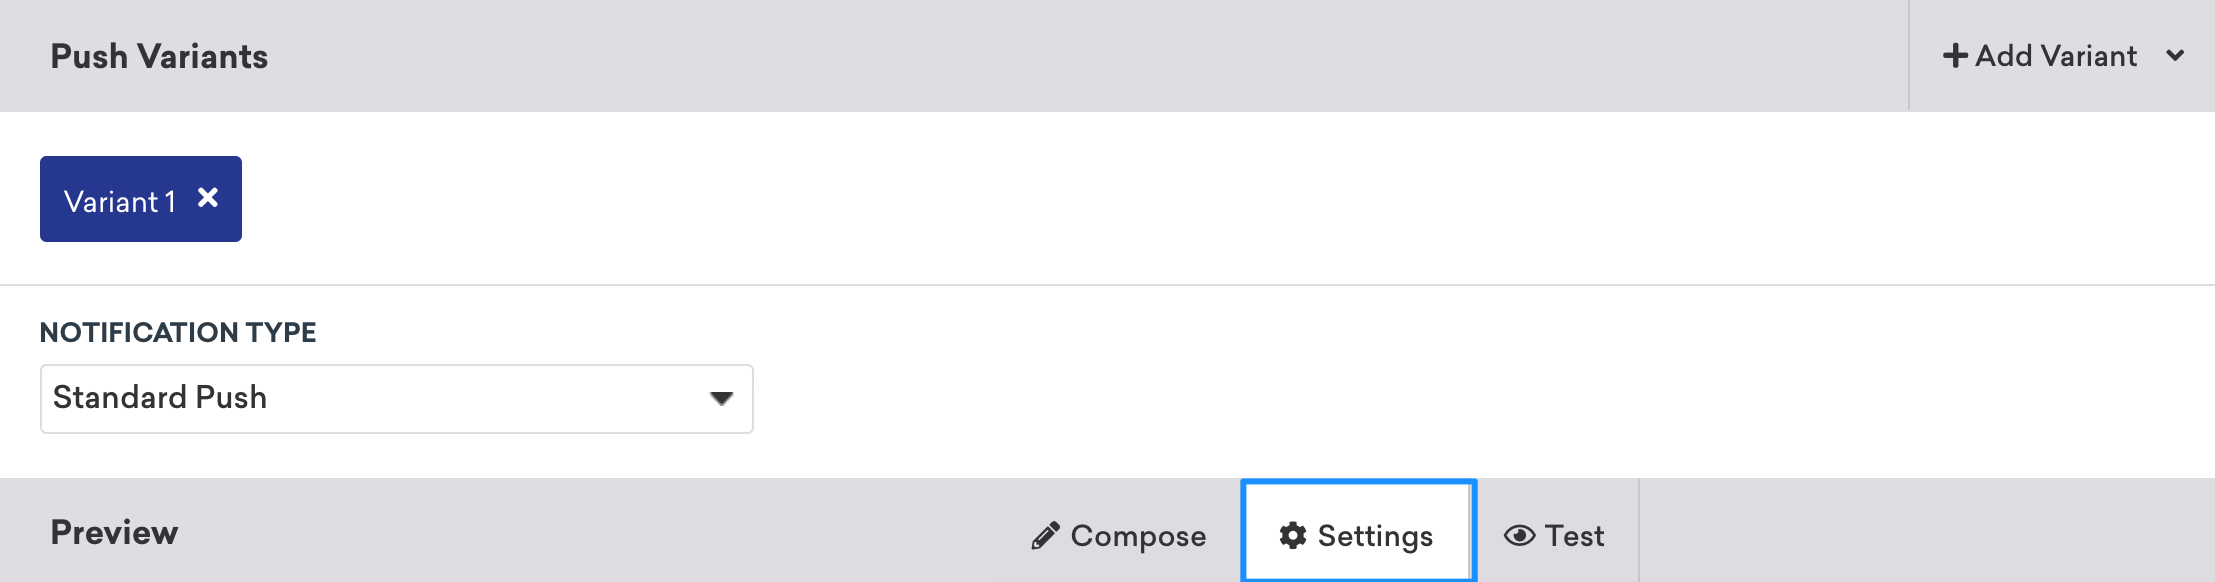 Push Variants
Add Variant
Variant 1
NOTIFICATION TYPE
Standard Push
Preview
Compose
Settings
Test